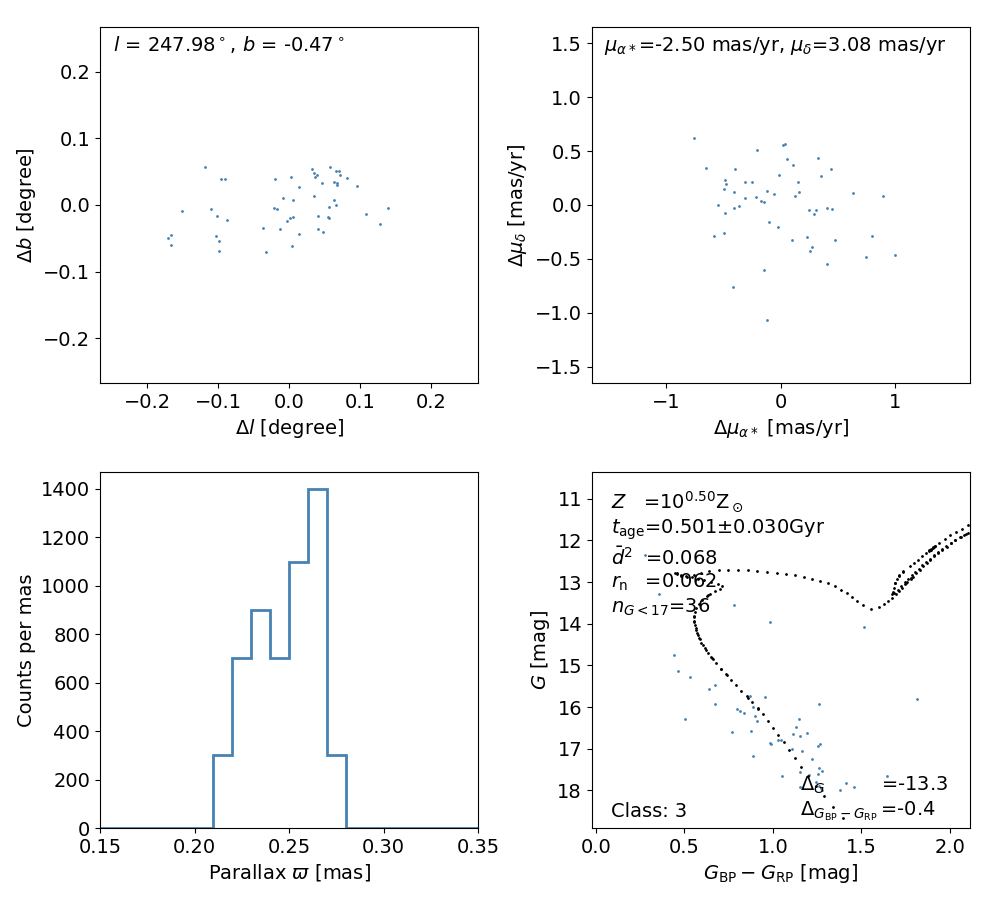 l = 247.98°, b = -0.47°
0.2
0.1
0.0
−0.1
−0.2
Δb [degree]
−0.2 −0.1 0.0 0.1 0.2
Δl [degree]
μα*=-2.50 mas/yr, μδ=3.08 mas/yr
1.5
1.0
0.5
0.0
−0.5
−1.0
−1.5
Δμδ [mas/yr]
−1 0 1
Δμα* [mas/yr]
1400
1200
1000
800
600
400
200
0
Counts per mas
0.15 0.20 0.25 0.30 0.35
Parallax ϖ [mas]
Z =10^0.50 Z⊙
t_age=0.501±0.030Gyr
d̄² =0.068
r_n =0.062
n_G<17=36
11
12
13
14
15
16
17
18
G [mag]
Δ_G =-13.3
Δ_GBP−GRP =-0.4
Class: 3
0.0 0.5 1.0 1.5 2.0
G_BP − G_RP [mag]